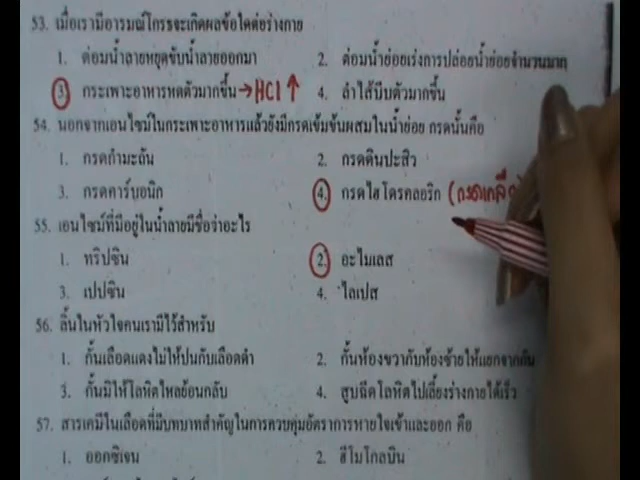 53. เมื่อเรามีอารมณ์โกรธจะเกิดผลข้อใดต่อร่างกาย
1. ต่อมน้ำลายหยุดขับน้ำลายออกมา 2. ต่อมน้ำย่อยเร่งการปล่อยน้ำย่อยจำนวนมาก
3. กระเพาะอาหารหดตัวมากขึ้น → HCl ↑ 4. ลำไส้บีบตัวมากขึ้น
54. นอกจากเอนไซม์ในกระเพาะอาหารแล้วยังมีกรดเข้มข้นผสมในน้ำย่อย กรดนั้นคือ
1. กรดกำมะถัน 2. กรดดินปะสิว
3. กรดคาร์บอนิก 4. กรดไฮโดรคลอริก (กรดเกลือ)
55. เอนไซม์ที่มีอยู่ในน้ำลายมีชื่อว่าอะไร
1. ทริปซิน 2. อะไมเลส
3. เปปซิน 4. ไลเปส
56. ลิ้นในหัวใจคนเรามีไว้สำหรับ
1. กั้นเลือดแดงไม่ให้ปนกับเลือดดำ 2. กั้นห้องขวากับห้องซ้ายให้แยกจากกัน
3. กั้นมิให้โลหิตไหลย้อนกลับ 4. สูบฉีดโลหิตไปเลี้ยงร่างกายได้เร็ว
57. สารเคมีในเลือดที่มีบทบาทสำคัญในการควบคุมอัตราการหายใจเข้าและออก คือ
1. ออกซิเจน 2. ฮีโมโกลบิน